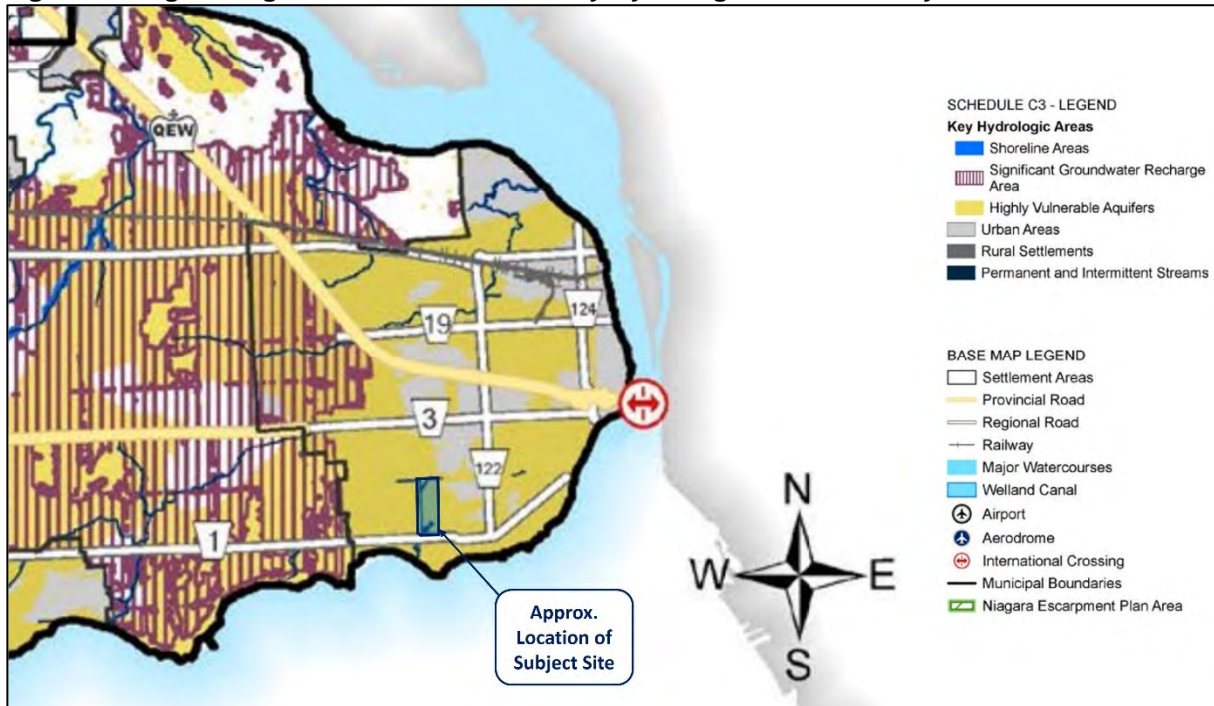 QEW
19
124
3
122
1
Approx.
Location of
Subject Site
N
W
E
S
SCHEDULE C3 - LEGEND
Key Hydrologic Areas
Shoreline Areas
Significant Groundwater Recharge
Area
Highly Vulnerable Aquifers
Urban Areas
Rural Settlements
Permanent and Intermittent Streams
BASE MAP LEGEND
Settlement Areas
Provincial Road
Regional Road
Railway
Major Watercourses
Welland Canal
Airport
Aerodrome
International Crossing
Municipal Boundaries
Niagara Escarpment Plan Area